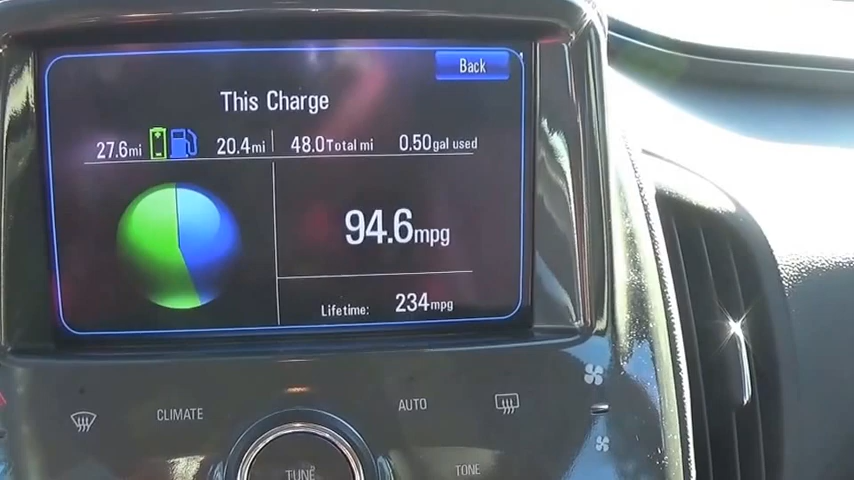 Back
This Charge
27.6mi 20.4mi 48.0Total mi 0.50gal used
94.6mpg
Lifetime: 234mpg
CLIMATE AUTO
TUNE TONE